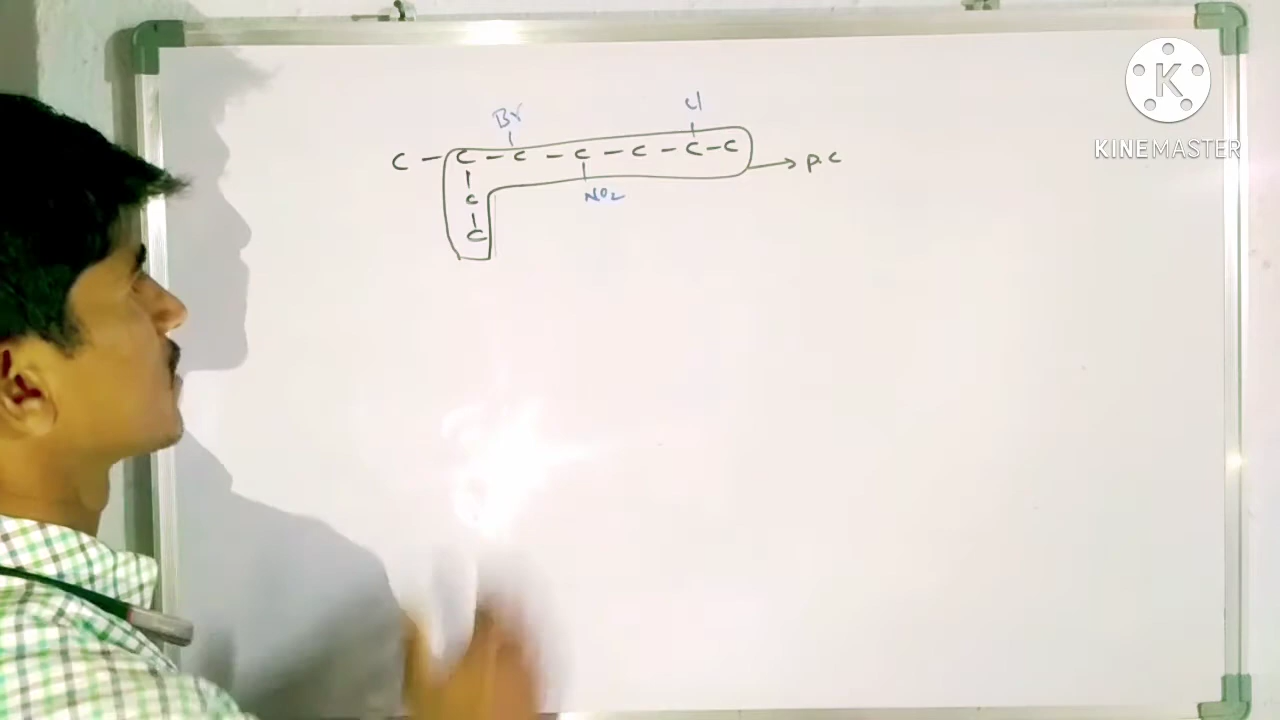 Br Cl
C - C - C - C - C - C - C → P.C
NO2
C
C
K
KINEMASTER